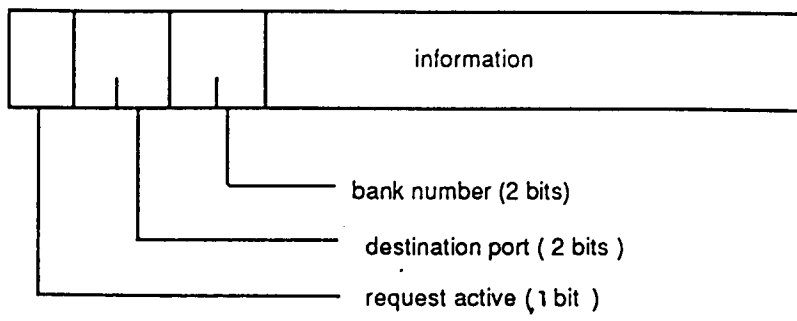 information
bank number (2 bits)
destination port ( 2 bits )
request active ( 1 bit )